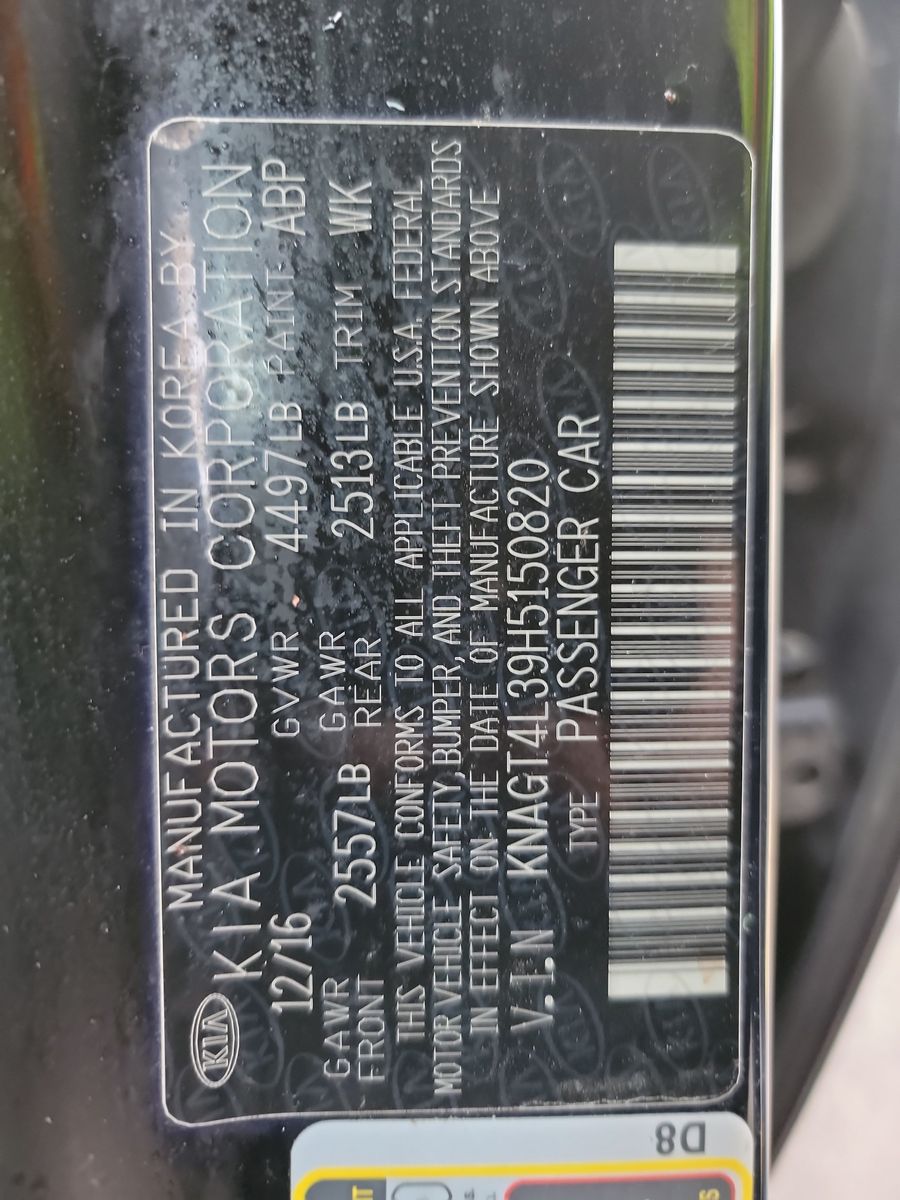 MANUFACTURED IN KOREA BY
KIA KIA MOTORS CORPORATION
12/16 GVWR 4497LB PAINT ABP
GAWR FRONT 2557LB GAWR REAR 2513LB TRIM WK
THIS VEHICLE CONFORMS TO ALL APPLICABLE U.S.A. FEDERAL
MOTOR VEHICLE SAFETY, BUMPER, AND THEFT PREVENTION STANDARDS
IN EFFECT ON THE DATE OF MANUFACTURE SHOWN ABOVE
V.I.N KNAGT4L39H5150820
TYPE PASSENGER CAR
D8